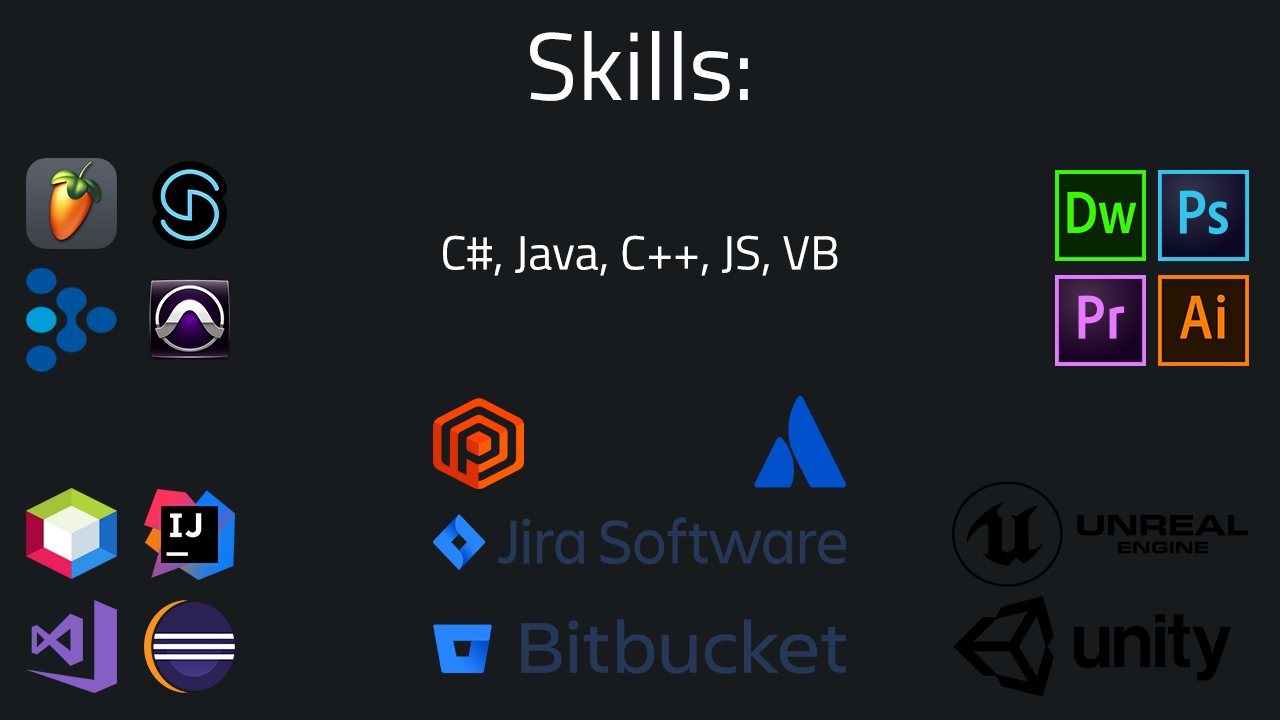 Skills:
C#, Java, C++, JS, VB
Dw Ps
Pr Ai
IJ
Jira Software
UNREAL
ENGINE
Bitbucket
unity